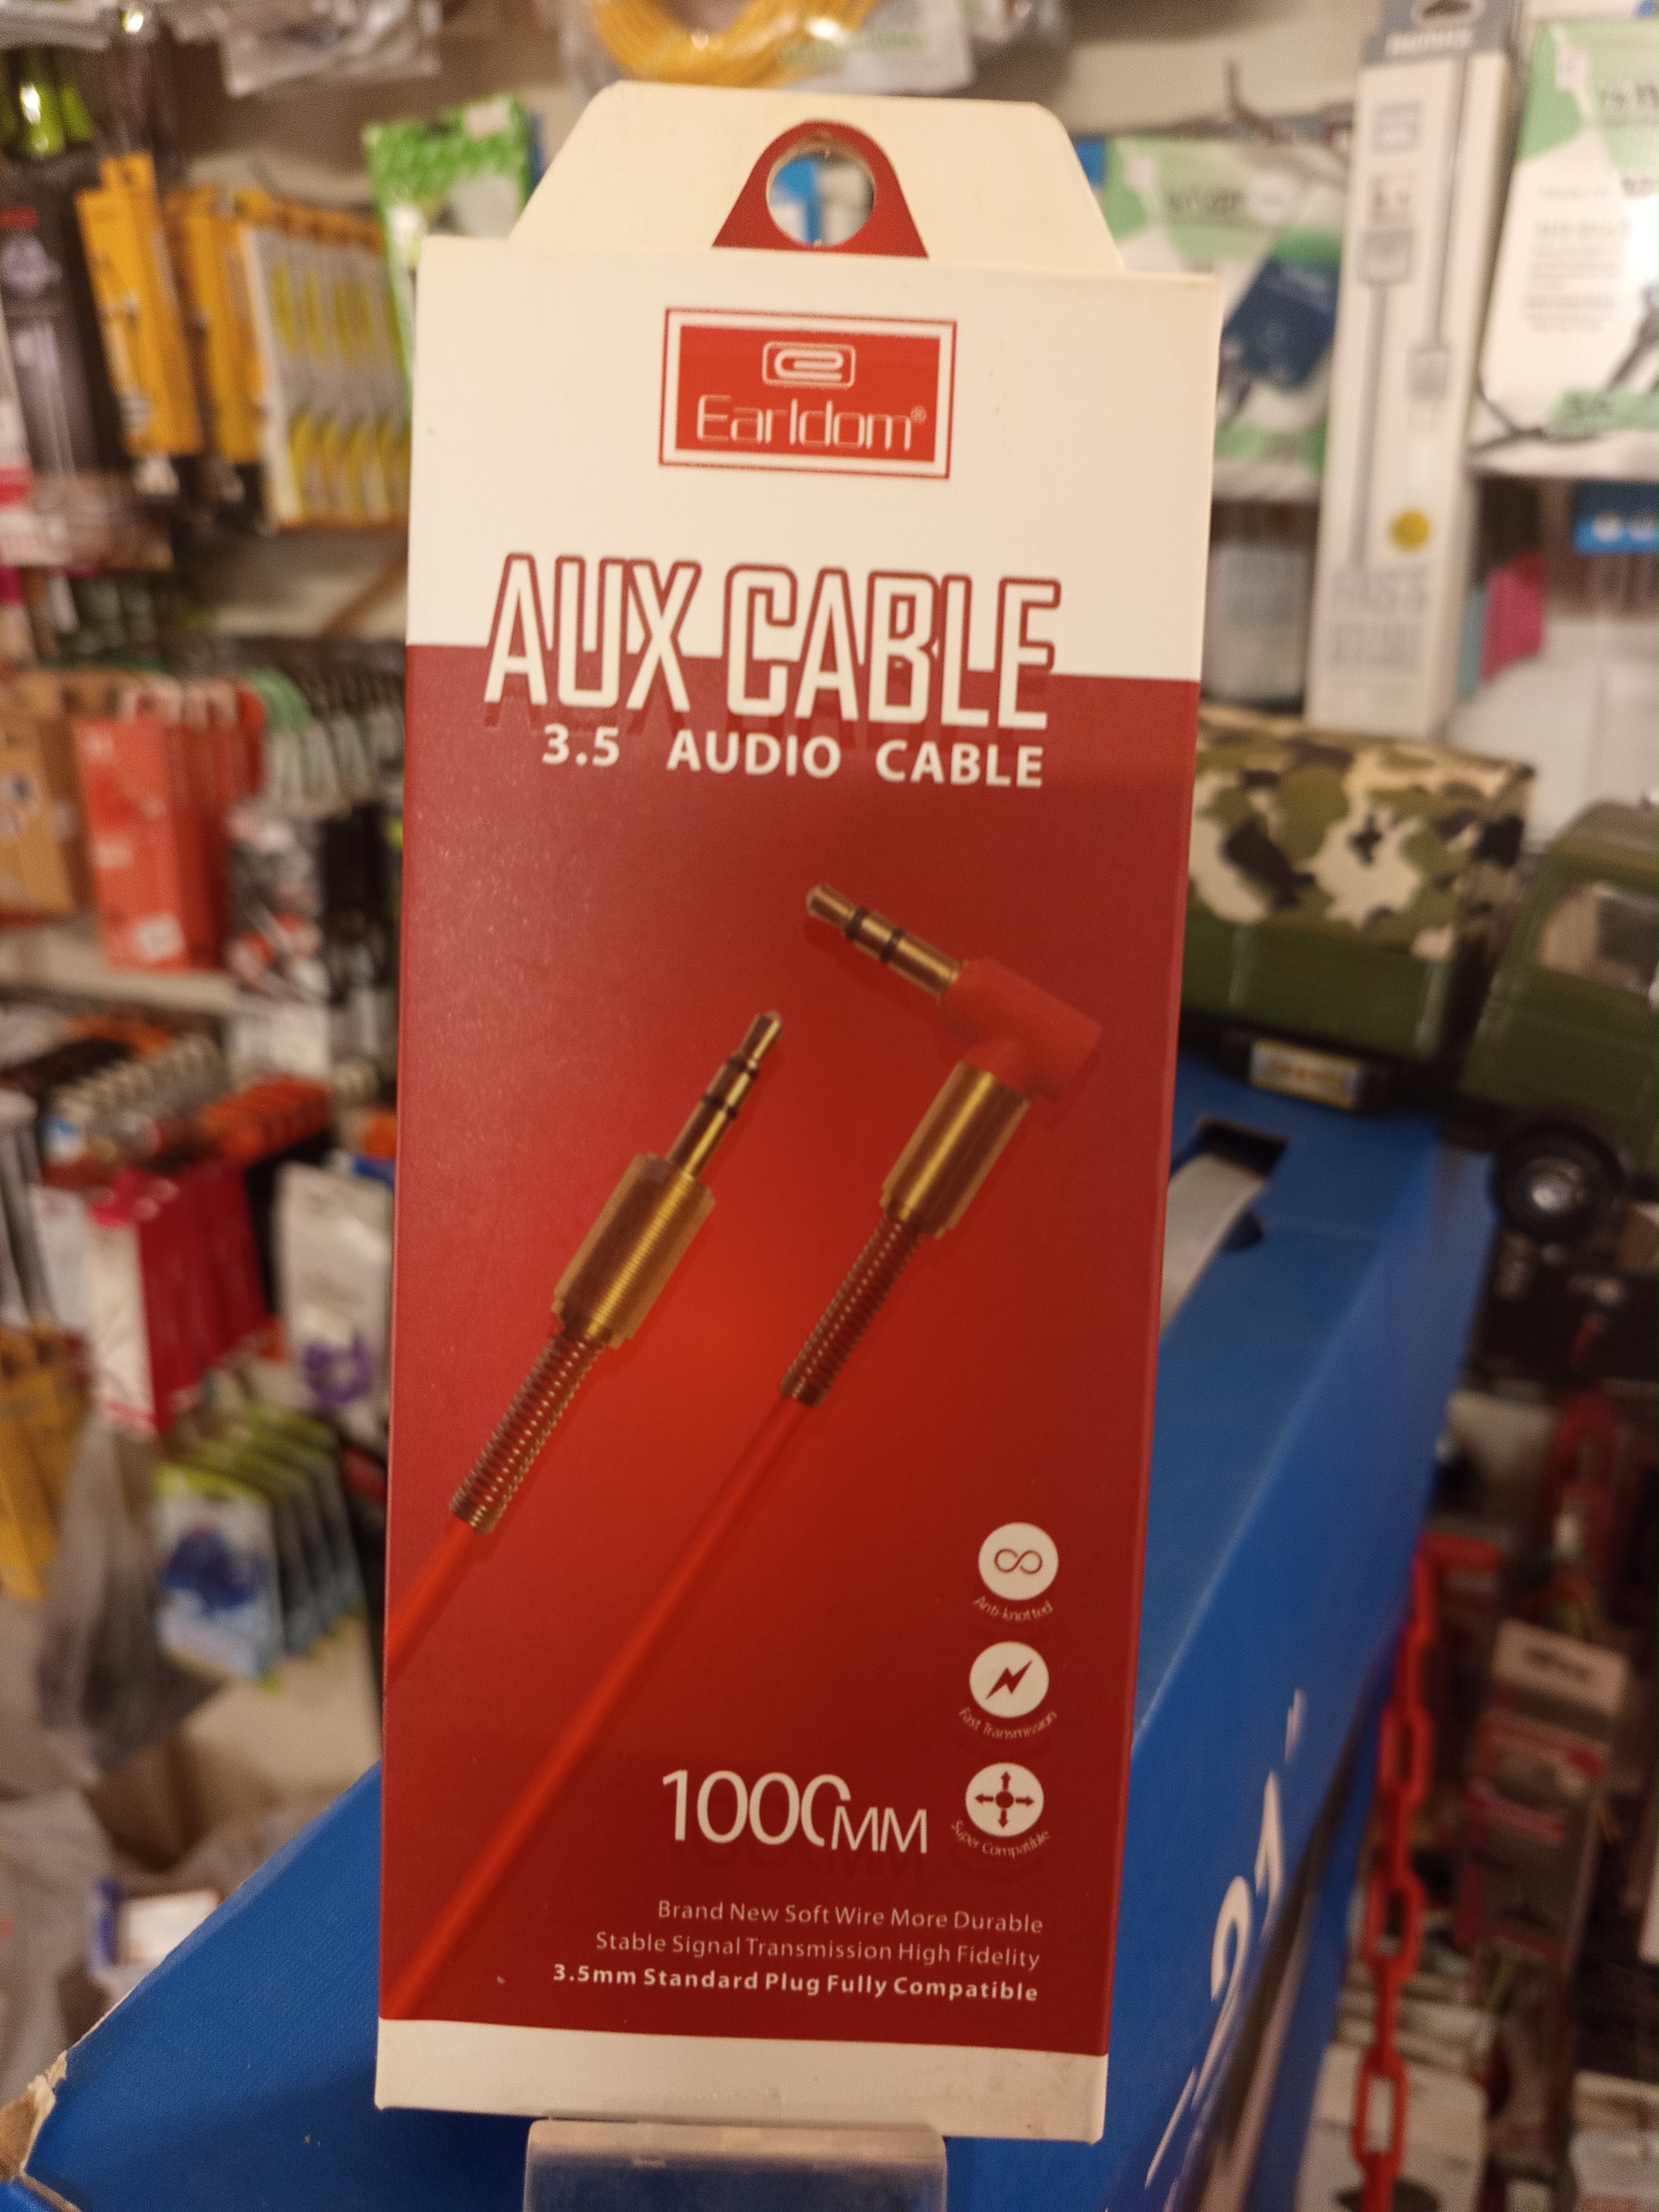 Earldom®
AUX CABLE
3.5 AUDIO CABLE
Anti-knotted
Fast Transmission
Super Compatible
1000MM
Brand New Soft Wire More Durable
Stable Signal Transmission High Fidelity
3.5mm Standard Plug Fully Compatible